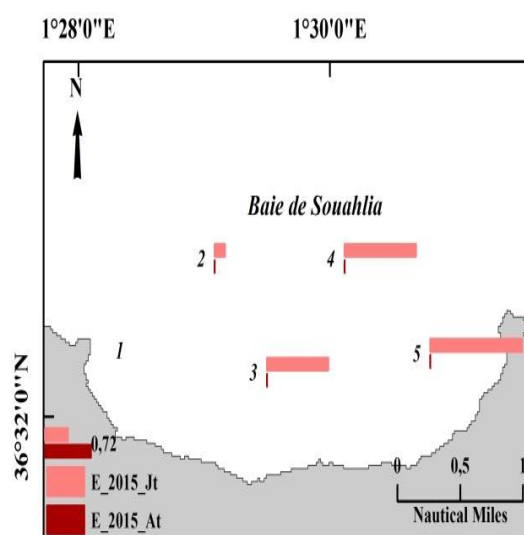 1°28'0"E 1°30'0"E
N
Baie de Souahlia
2 4
1 3 5
36°32'0"N
0,72
E_2015_Jt
E_2015_At
0 0,5 1
Nautical Miles